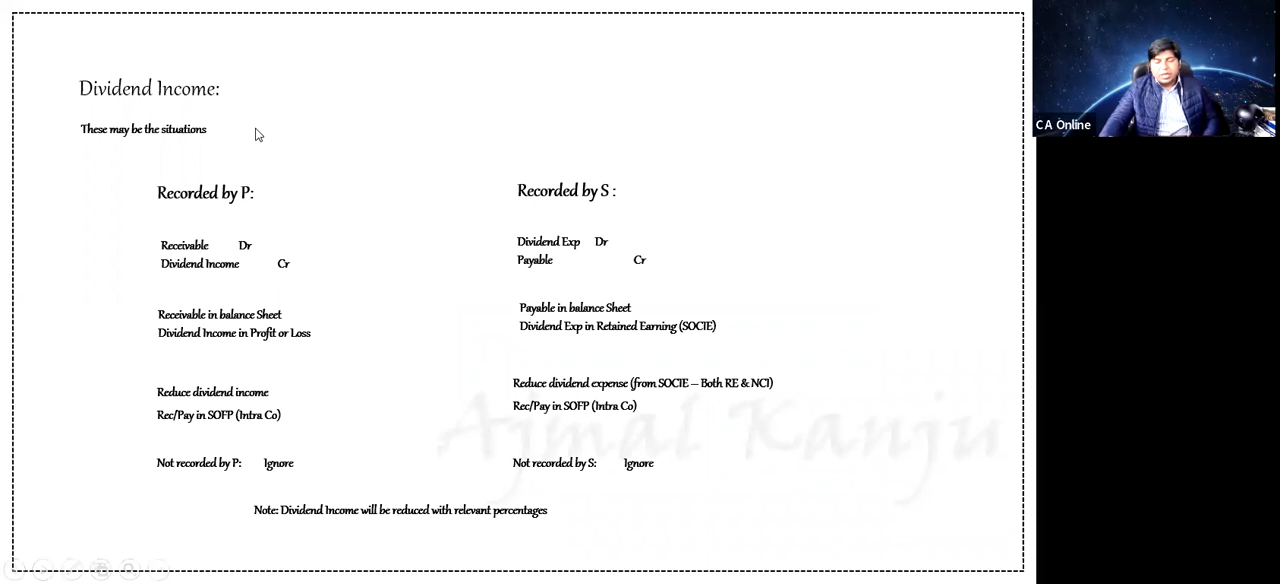 Dividend Income:
These may be the situations
Recorded by P:
Receivable Dr
Dividend Income Cr
Receivable in balance Sheet
Dividend Income in Profit or Loss
Reduce dividend income
Rec/Pay in SOFP (Intra Co)
Not recorded by P: Ignore
Recorded by S :
Dividend Exp Dr
Payable Cr
Payable in balance Sheet
Dividend Exp in Retained Earning (SOCIE)
Reduce dividend expense (from SOCIE – Both RE & NCI)
Rec/Pay in SOFP (Intra Co)
Not recorded by S: Ignore
Note: Dividend Income will be reduced with relevant percentages
Ajmal Kanju
C A Online